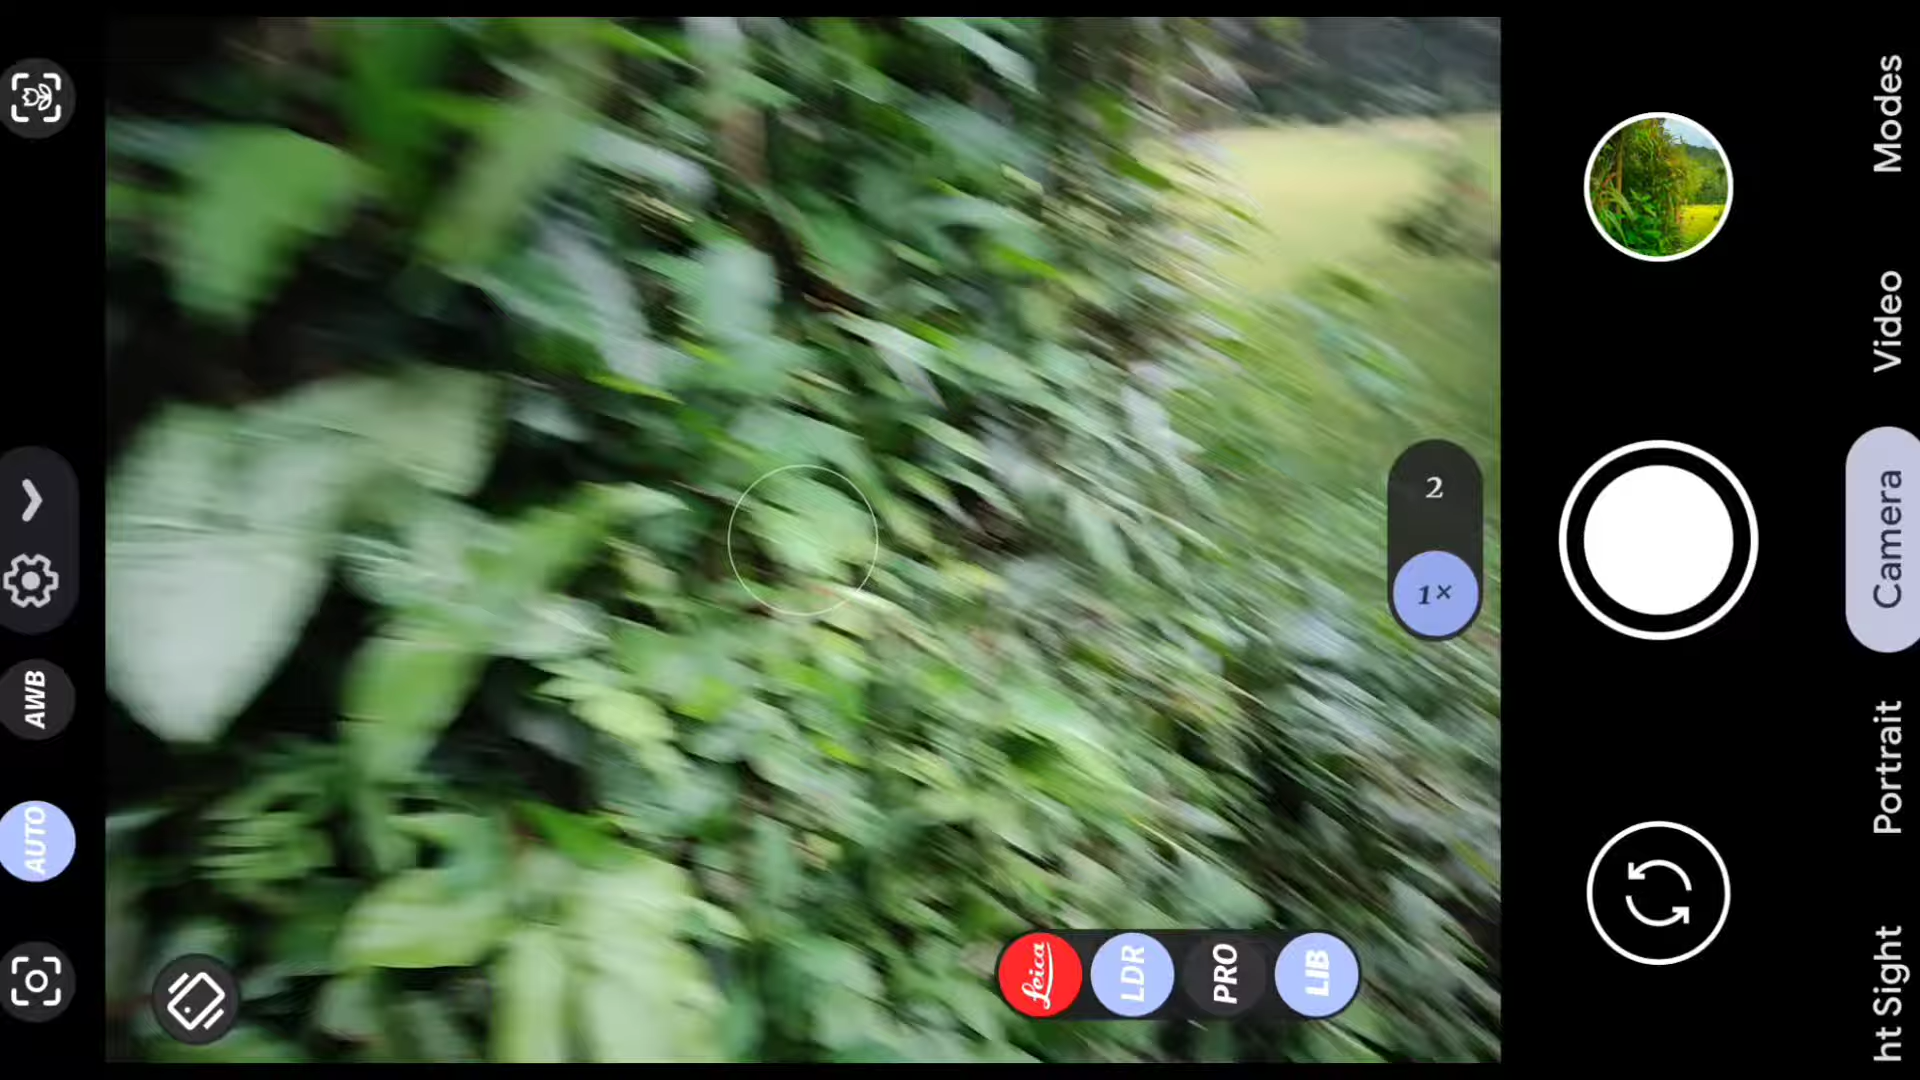 Modes
Video
Camera
Portrait
ht Sight
2
1×
AWB
AUTO
Leica
LDR
PRO
LIB